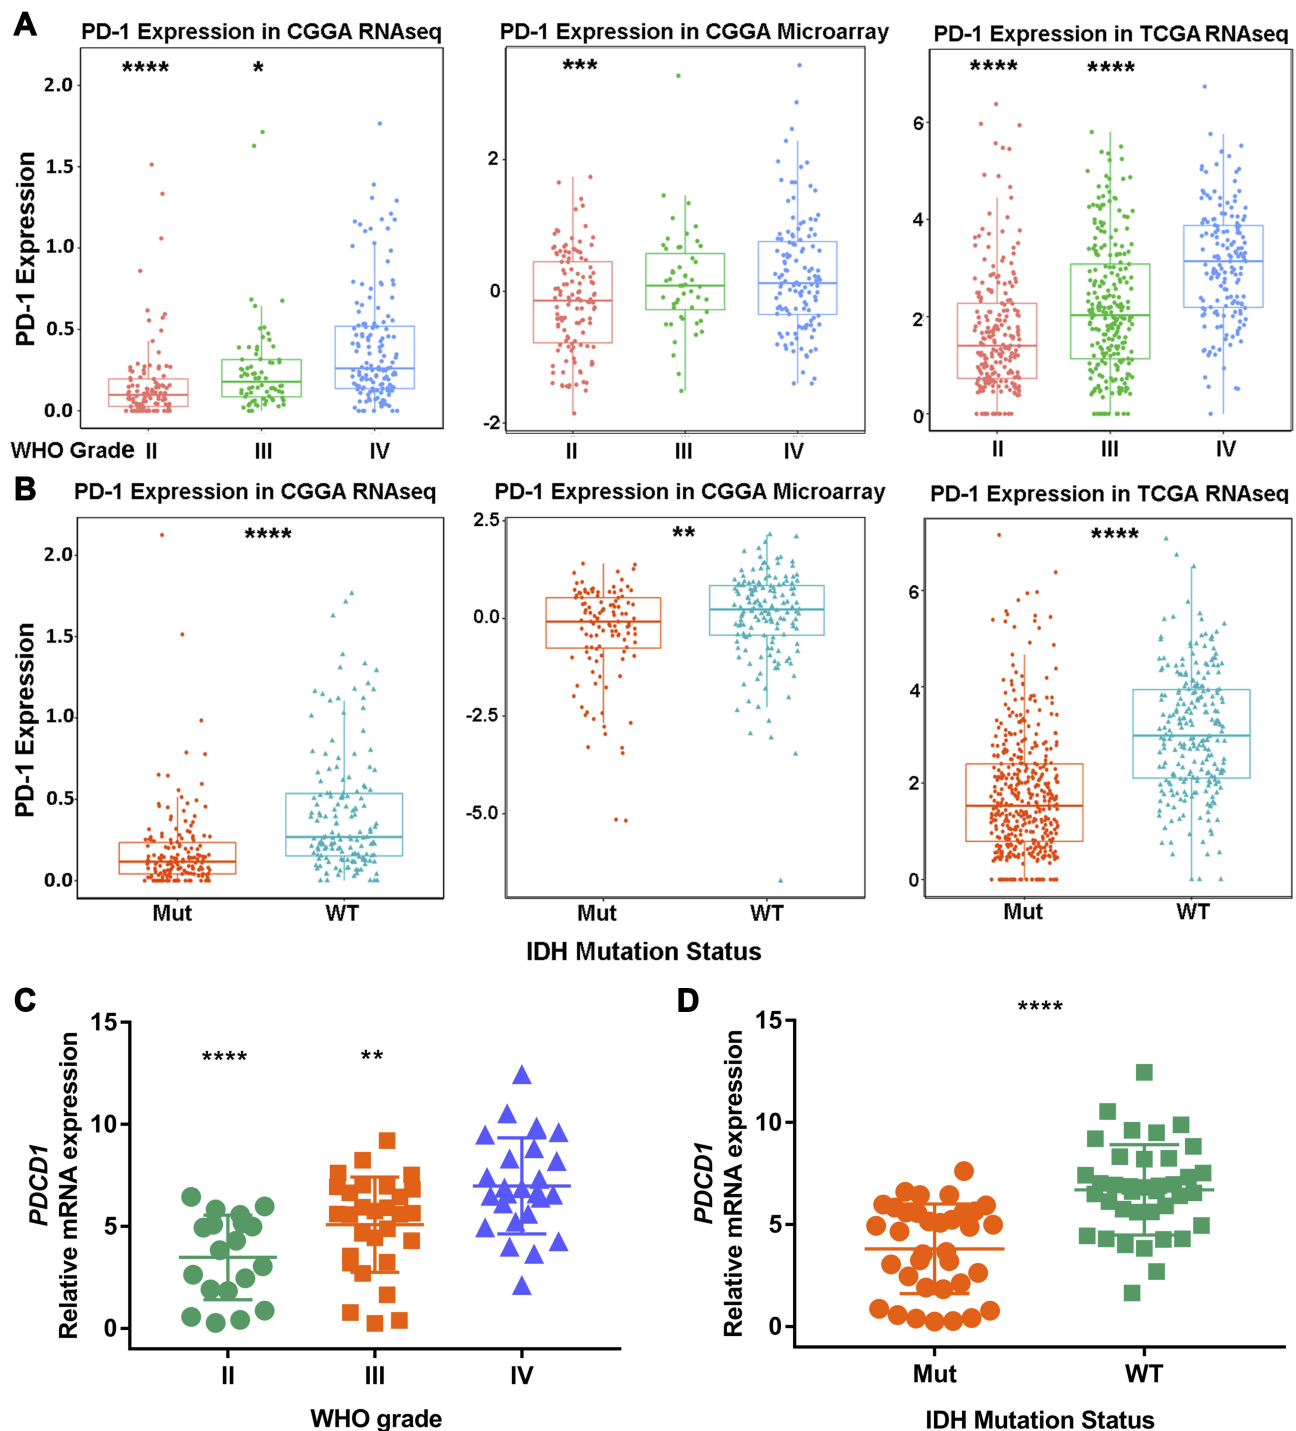 A
PD-1 Expression in CGGA RNAseq
PD-1 Expression in CGGA Microarray
PD-1 Expression in TCGA RNAseq
PD-1 Expression
2.0
1.5
1.0
0.5
0.0
****
*
2
0
-2
***
6
4
2
0
****
****
WHO Grade
II
III
IV
II
III
IV
II
III
IV
B
PD-1 Expression in CGGA RNAseq
PD-1 Expression in CGGA Microarray
PD-1 Expression in TCGA RNAseq
PD-1 Expression
2.0
1.5
1.0
0.5
0.0
****
2.5
0.0
-2.5
-5.0
**
6
4
2
0
****
Mut
WT
Mut
WT
Mut
WT
IDH Mutation Status
C
PDCD1
Relative mRNA expression
15
10
5
0
****
**
II
III
IV
WHO grade
D
PDCD1
Relative mRNA expression
15
10
5
0
****
Mut
WT
IDH Mutation Status